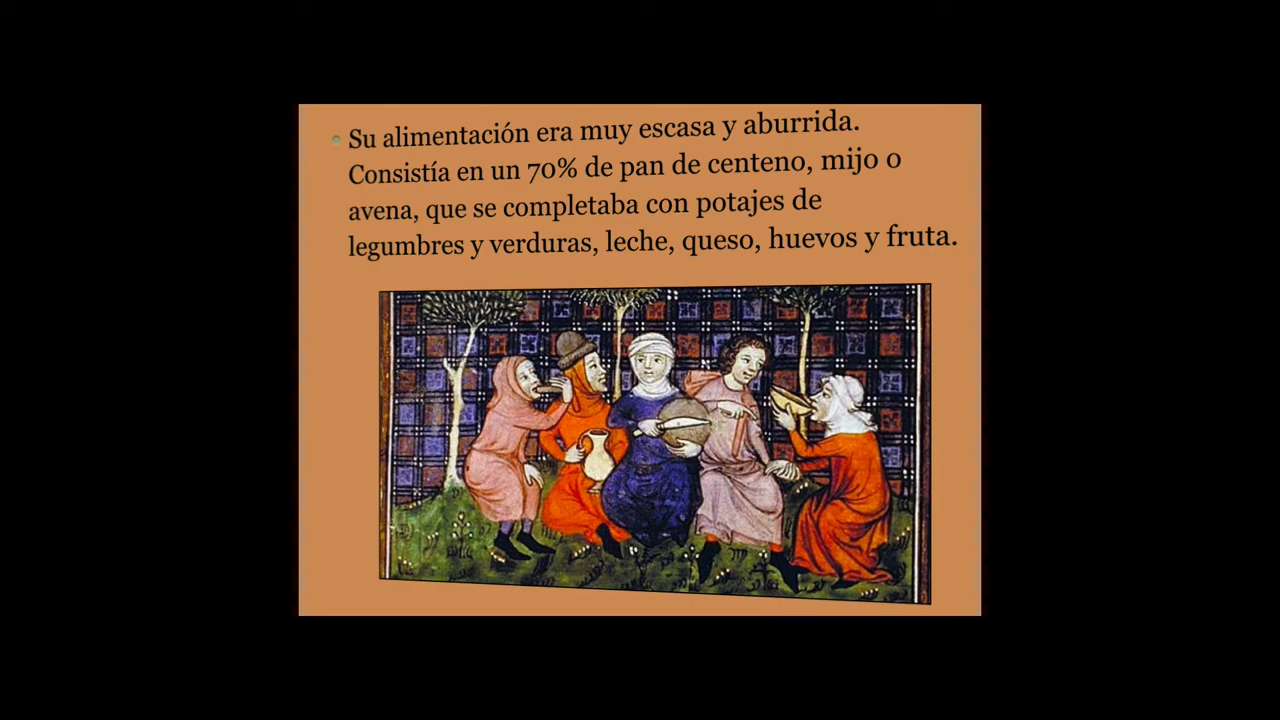 Su alimentación era muy escasa y aburrida.
Consistía en un 70% de pan de centeno, mijo o
avena, que se completaba con potajes de
legumbres y verduras, leche, queso, huevos y fruta.